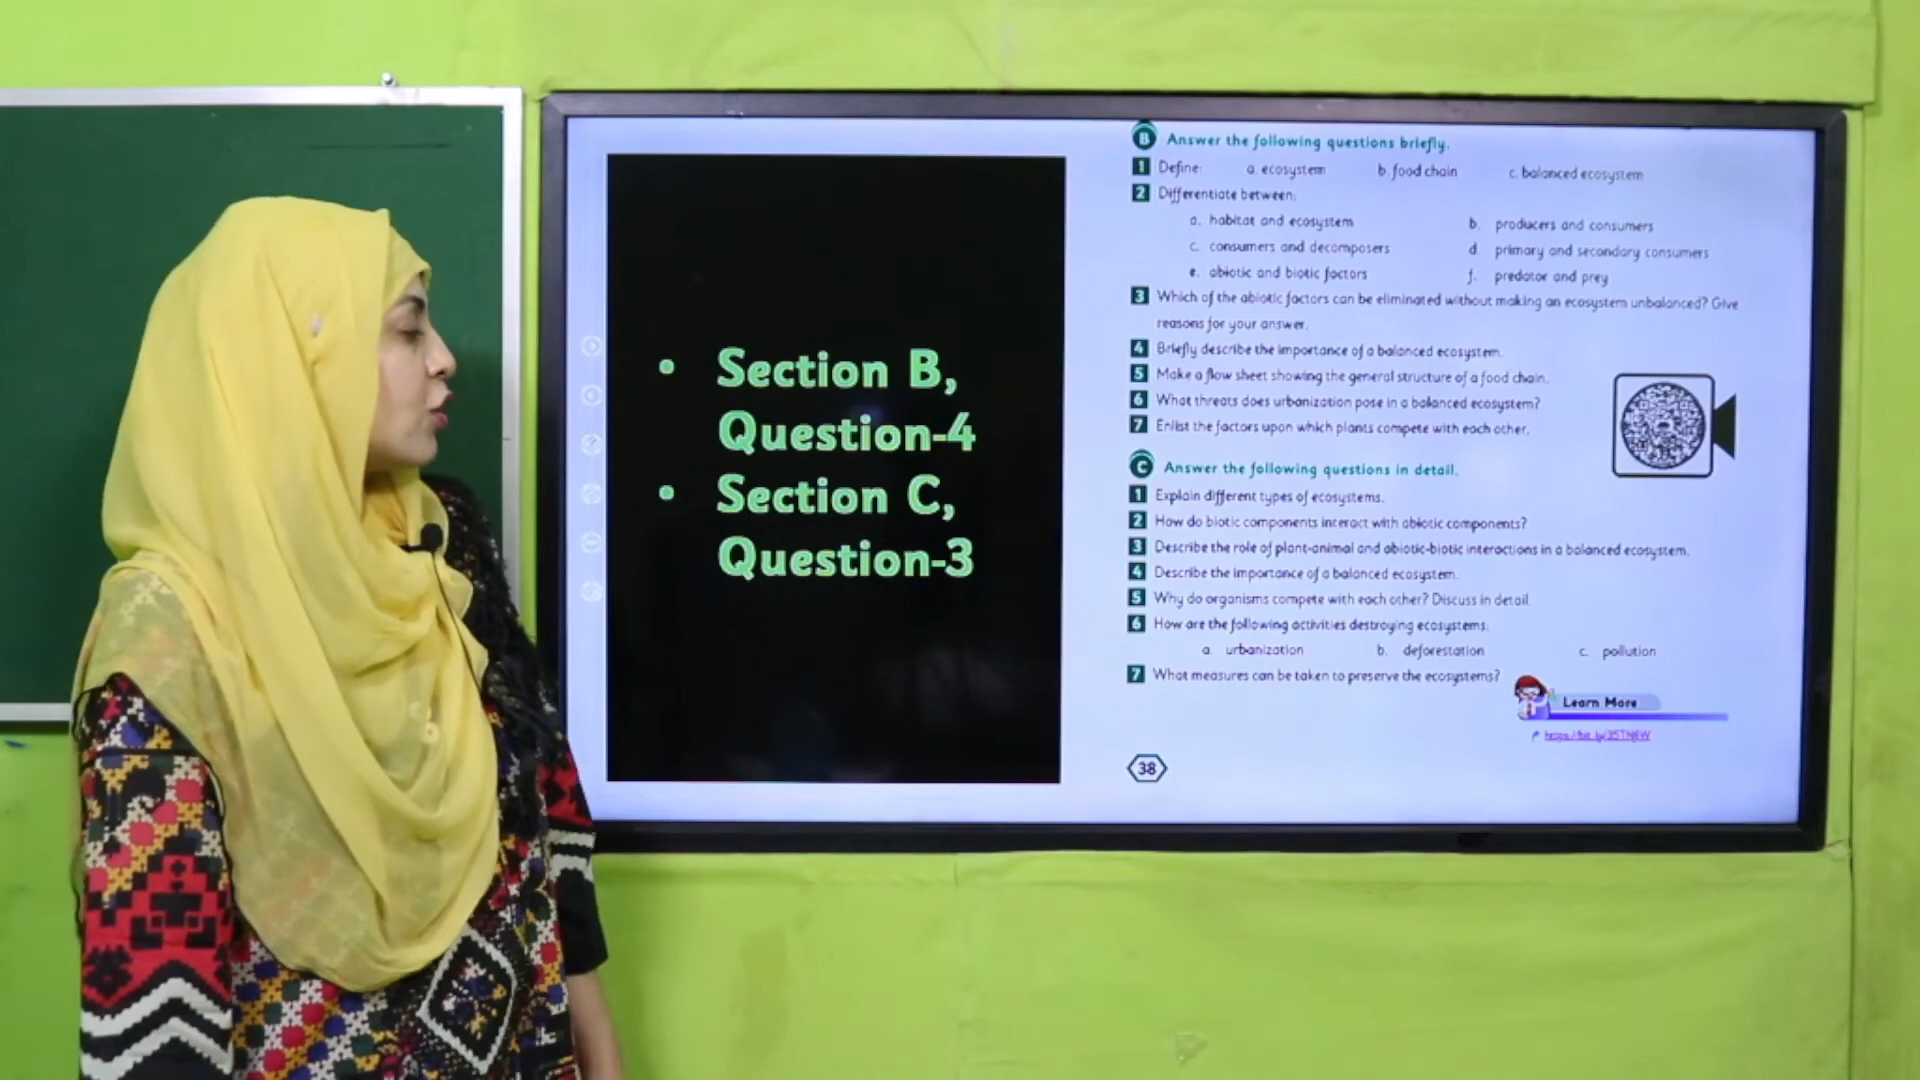 • Section B,
Question-4
• Section C,
Question-3
B Answer the following questions briefly.
1 Define: a. ecosystem b. food chain c. balanced ecosystem
2 Differentiate between:
a. habitat and ecosystem b. producers and consumers
c. consumers and decomposers d. primary and secondary consumers
e. abiotic and biotic factors f. predator and prey
3 Which of the abiotic factors can be eliminated without making an ecosystem unbalanced? Give
reasons for your answer.
4 Briefly describe the importance of a balanced ecosystem.
5 Make a flow sheet showing the general structure of a food chain.
6 What threats does urbanization pose in a balanced ecosystem?
7 Enlist the factors upon which plants compete with each other.
C Answer the following questions in detail.
1 Explain different types of ecosystems.
2 How do biotic components interact with abiotic components?
3 Describe the role of plant-animal and abiotic-biotic interactions in a balanced ecosystem.
4 Describe the importance of a balanced ecosystem.
5 Why do organisms compete with each other? Discuss in detail.
6 How are the following activities destroying ecosystems.
a. urbanization b. deforestation c. pollution
7 What measures can be taken to preserve the ecosystems?
Learn More
38